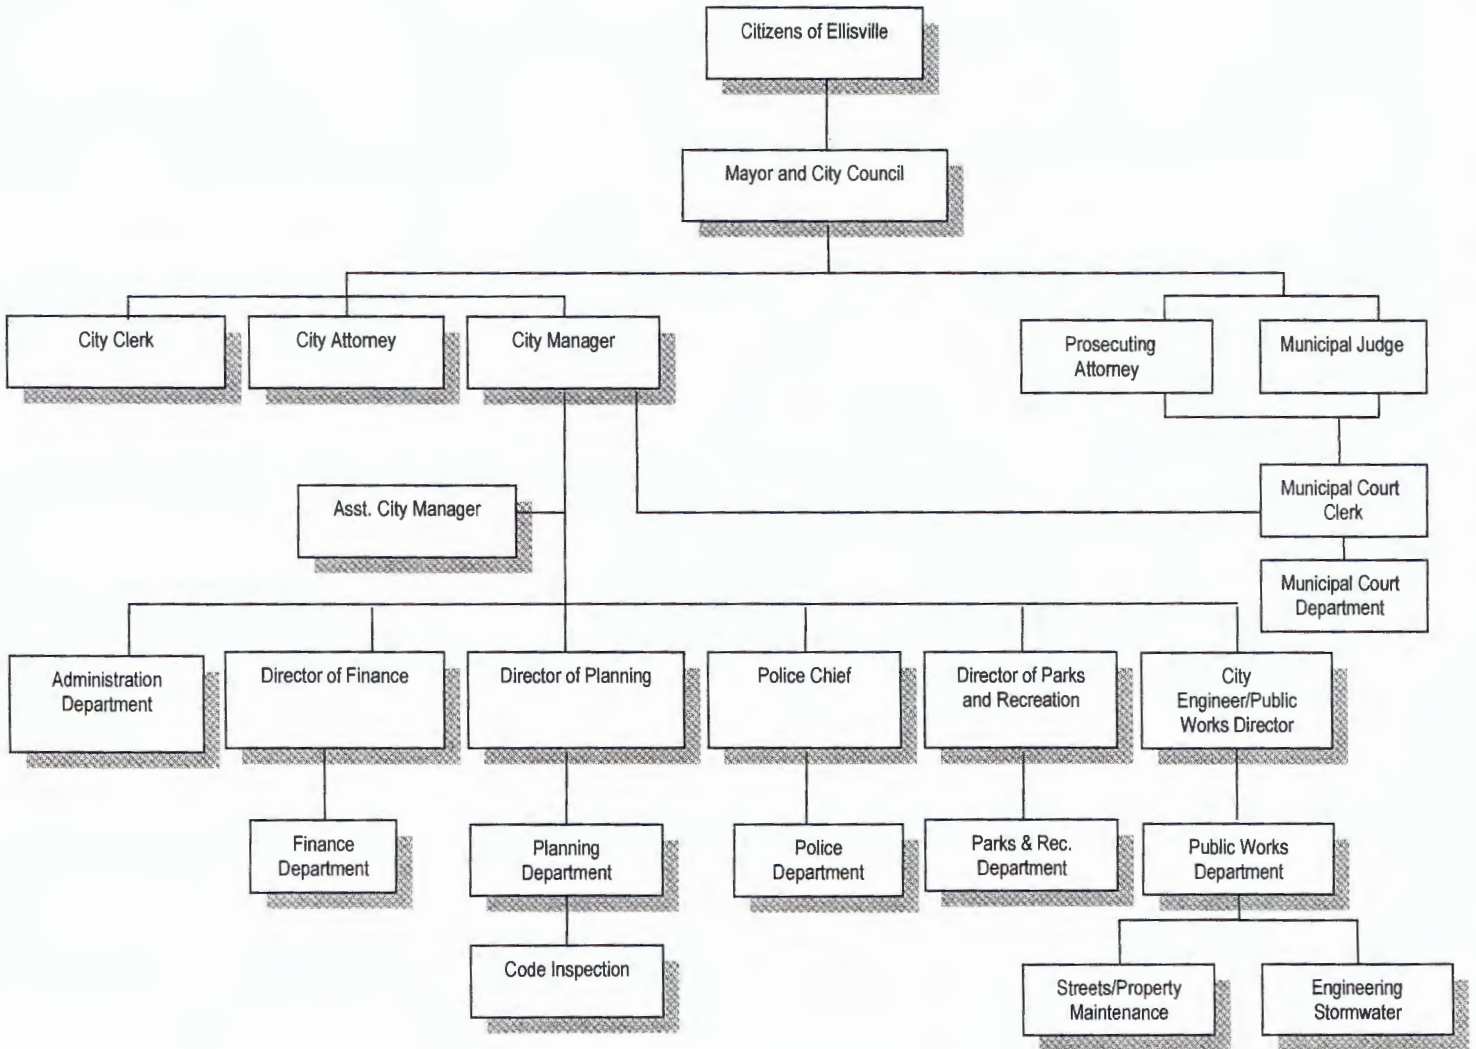 Citizens of Ellisville
Mayor and City Council
City Clerk
City Attorney
City Manager
Prosecuting
Attorney
Municipal Judge
Asst. City Manager
Municipal Court
Clerk
Municipal Court
Department
Administration
Department
Director of Finance
Director of Planning
Police Chief
Director of Parks
and Recreation
City
Engineer/Public
Works Director
Finance
Department
Planning
Department
Police
Department
Parks & Rec.
Department
Public Works
Department
Code Inspection
Streets/Property
Maintenance
Engineering
Stormwater